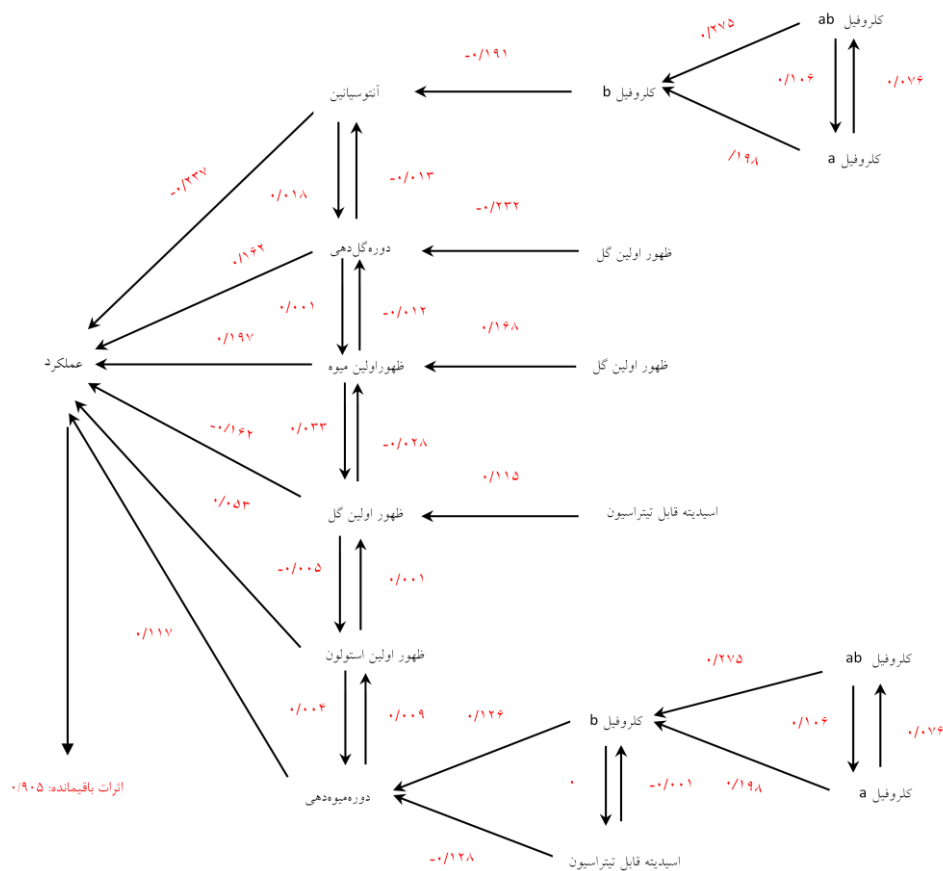 کلروفیل ab
۰/۲۷۵
-۰/۱۹۱
۰/۱۰۶
۰/۰۷۶
آنتوسیانین
کلروفیل b
/۱۹۸
کلروفیل a
-۰/۲۳۷
۰/۰۱۸
-۰/۰۱۳
-۰/۲۳۲
دوره‌گل‌دهی
ظهور اولین گل
۰/۱۶۲
۰/۰۰۱
-۰/۰۱۲
۰/۱۶۸
۰/۱۹۷
عملکرد
ظهوراولین میوه
ظهور اولین گل
-۰/۱۶۲
۰/۰۳۳
-۰/۰۲۸
۰/۱۱۵
۰/۰۵۳
ظهور اولین گل
اسیدیته قابل تیتراسیون
-۰/۰۰۵
۰/۰۰۱
۰/۱۱۷
ظهور اولین استولون
۰/۲۷۵
کلروفیل ab
۰/۰۰۴
۰/۰۰۹
۰/۱۲۶
کلروفیل b
۰/۱۰۶
۰/۰۷۶
اثرات باقیمانده: ۰/۹۰۵
دوره‌میوه‌دهی
۰
-۰/۰۰۱
۰/۱۹۸
کلروفیل a
-۰/۱۲۸
اسیدیته قابل تیتراسیون